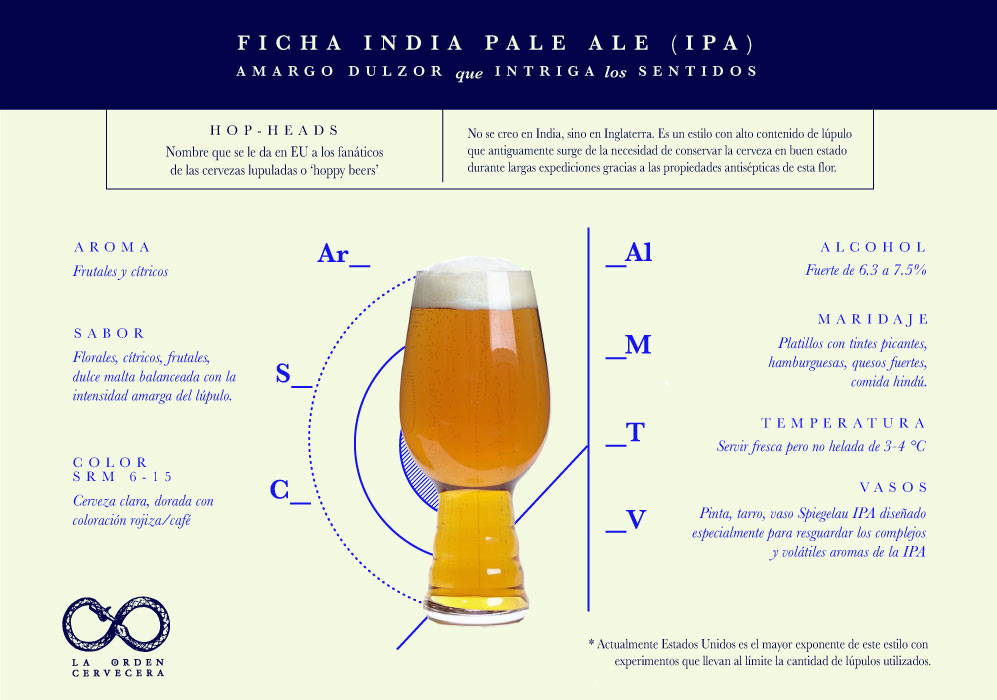 FICHA INDIA PALE ALE (IPA)
AMARGO DULZOR que INTRIGA los SENTIDOS
HOP-HEADS
Nombre que se le da en EU a los fanáticos
de las cervezas lupuladas o ‘hoppy beers’
No se creo en India, sino en Inglaterra. Es un estilo con alto contenido de lúpulo
que antiguamente surge de la necesidad de conservar la cerveza en buen estado
durante largas expediciones gracias a las propiedades antisépticas de esta flor.
AROMA
Frutales y cítricos
SABOR
Florales, cítricos, frutales,
dulce malta balanceada con la
intensidad amarga del lúpulo.
COLOR
SRM 6-15
Cerveza clara, dorada con
coloración rojiza/café
Ar_
S_
C_
_Al
_M
_T
_V
ALCOHOL
Fuerte de 6.3 a 7.5%
MARIDAJE
Platillos con tintes picantes,
hamburguesas, quesos fuertes,
comida hindú.
TEMPERATURA
Servir fresca pero no helada de 3-4 °C
VASOS
Pinta, tarro, vaso Spiegelau IPA diseñado
especialmente para resguardar los complejos
y volátiles aromas de la IPA
LA ORDEN
CERVECERA
* Actualmente Estados Unidos es el mayor exponente de este estilo con
experimentos que llevan al límite la cantidad de lúpulos utilizados.